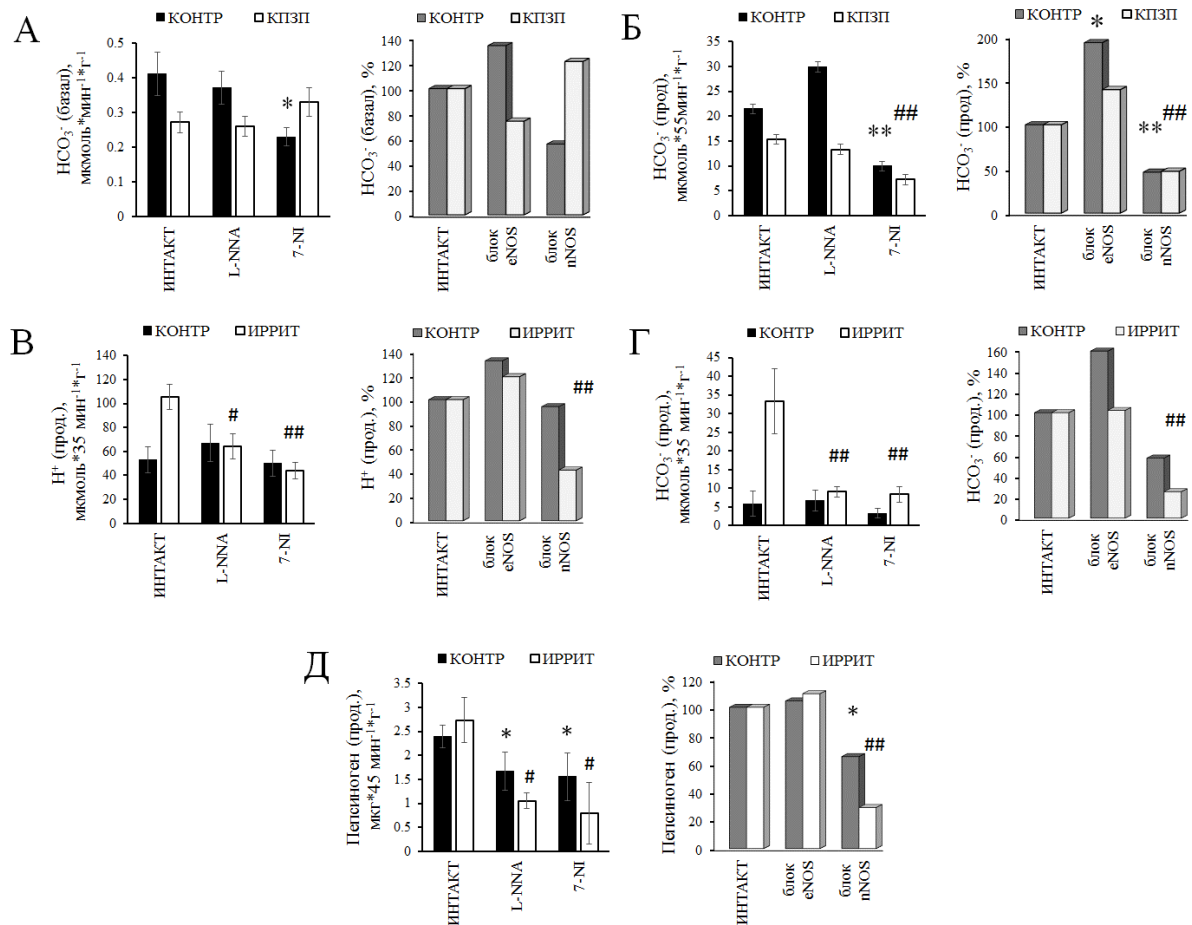 А
КОНТР КПЗП
HCO₃⁻ (базал),
мкмоль *мин⁻¹*г⁻¹
0.5
0.4
0.3
0.2
0.1
0
*
ИНТАКТ
L-NNA
7-NI
КОНТР КПЗП
HCO₃⁻ (базал), %
140
120
100
80
60
40
20
0
ИНТАКТ
блок
eNOS
блок
nNOS
Б
КОНТР КПЗП
HCO₃⁻ (прод),
мкмоль*55мин⁻¹*г⁻¹
35
30
25
20
15
10
5
0
** ##
ИНТАКТ
L-NNA
7-NI
КОНТР КПЗП
HCO₃⁻ (прод), %
200
150
100
50
0
*
** ##
ИНТАКТ
блок
eNOS
блок
nNOS
В
КОНТР ИРРИТ
H⁺ (прод.),
мкмоль*35 мин⁻¹*г⁻¹
140
120
100
80
60
40
20
0
#
##
ИНТАКТ
L-NNA
7-NI
КОНТР ИРРИТ
H⁺ (прод.), %
140
120
100
80
60
40
20
0
##
ИНТАКТ
блок
eNOS
блок
nNOS
Г
КОНТР ИРРИТ
HCO₃⁻ (прод.),
мкмоль*35 мин⁻¹*г⁻¹
45
40
35
30
25
20
15
10
5
0
##
##
ИНТАКТ
L-NNA
7-NI
КОНТР ИРРИТ
HCO₃⁻ (прод.), %
160
140
120
100
80
60
40
20
0
##
ИНТАКТ
блок
eNOS
блок
nNOS
Д
КОНТР ИРРИТ
Пепсиноген (прод.),
мкг*45 мин⁻¹*г⁻¹
3.5
3
2.5
2
1.5
1
0.5
0
*
#
*
#
ИНТАКТ
L-NNA
7-NI
КОНТР ИРРИТ
Пепсиноген (прод.), %
120
100
80
60
40
20
0
*
##
ИНТАКТ
блок
eNOS
блок
nNOS